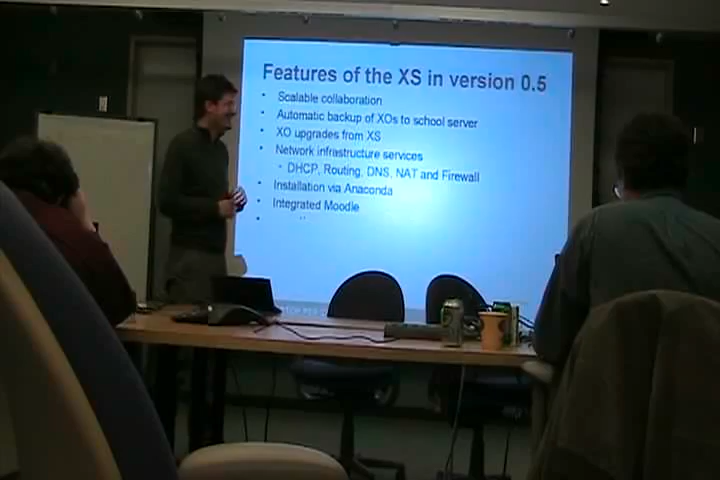 Features of the XS in version 0.5
• Scalable collaboration
• Automatic backup of XOs to school server
• XO upgrades from XS
• Network infrastructure services
• DHCP, Routing, DNS, NAT and Firewall
• Installation via Anaconda
• Integrated Moodle